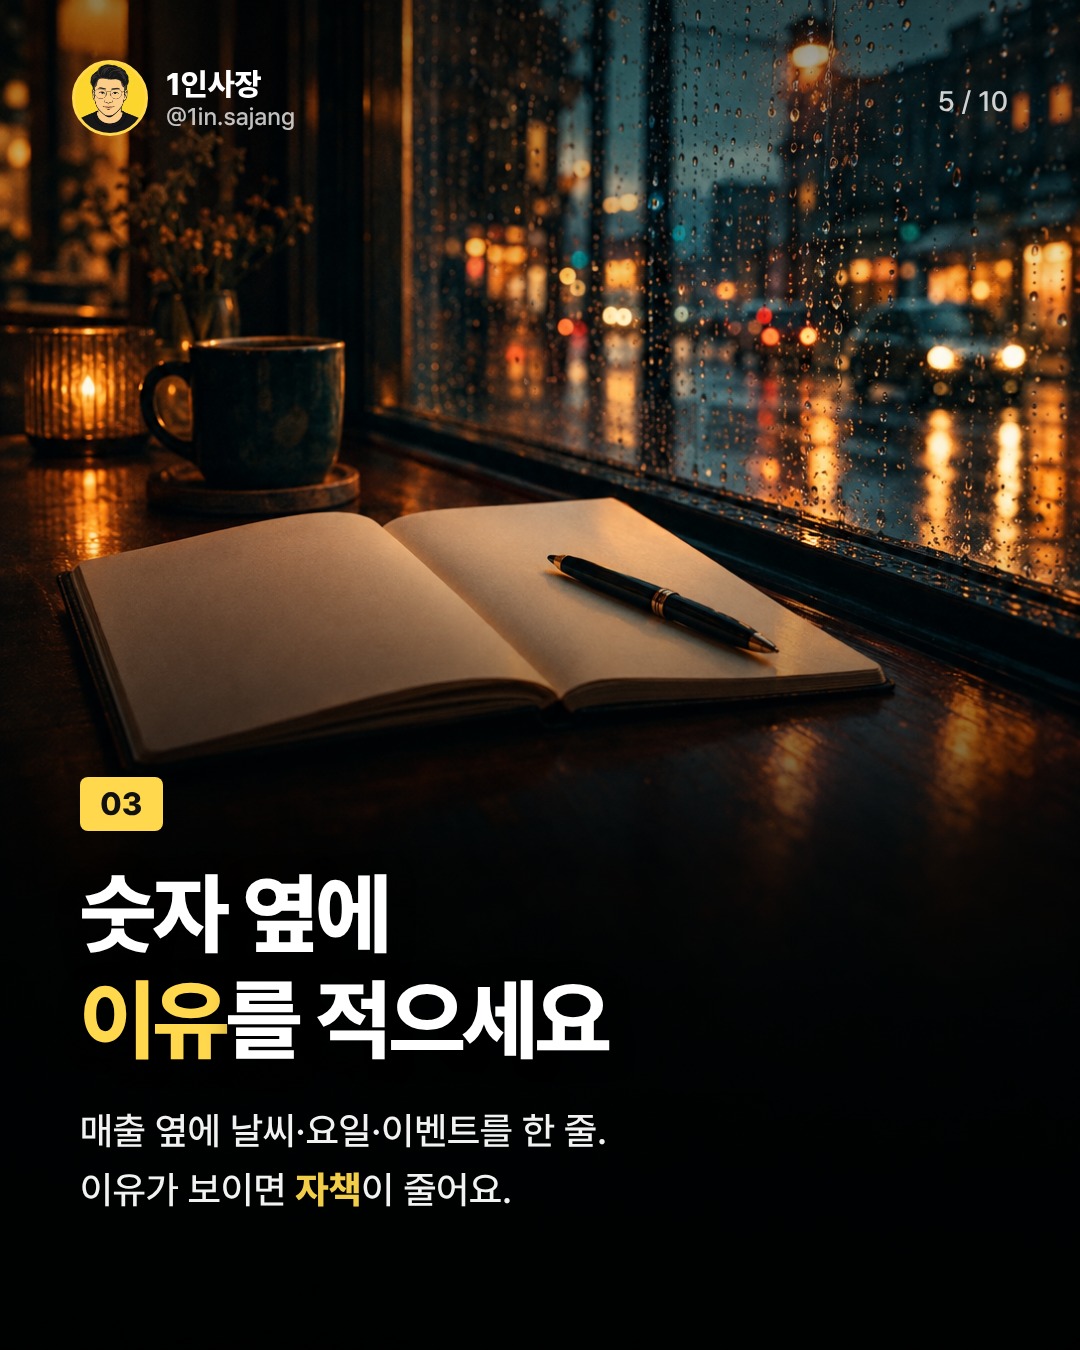 1인사장
@1in.sajang
5 / 10
03
숫자 옆에
이유를 적으세요
매출 옆에 날씨·요일·이벤트를 한 줄.
이유가 보이면 자책이 줄어요.